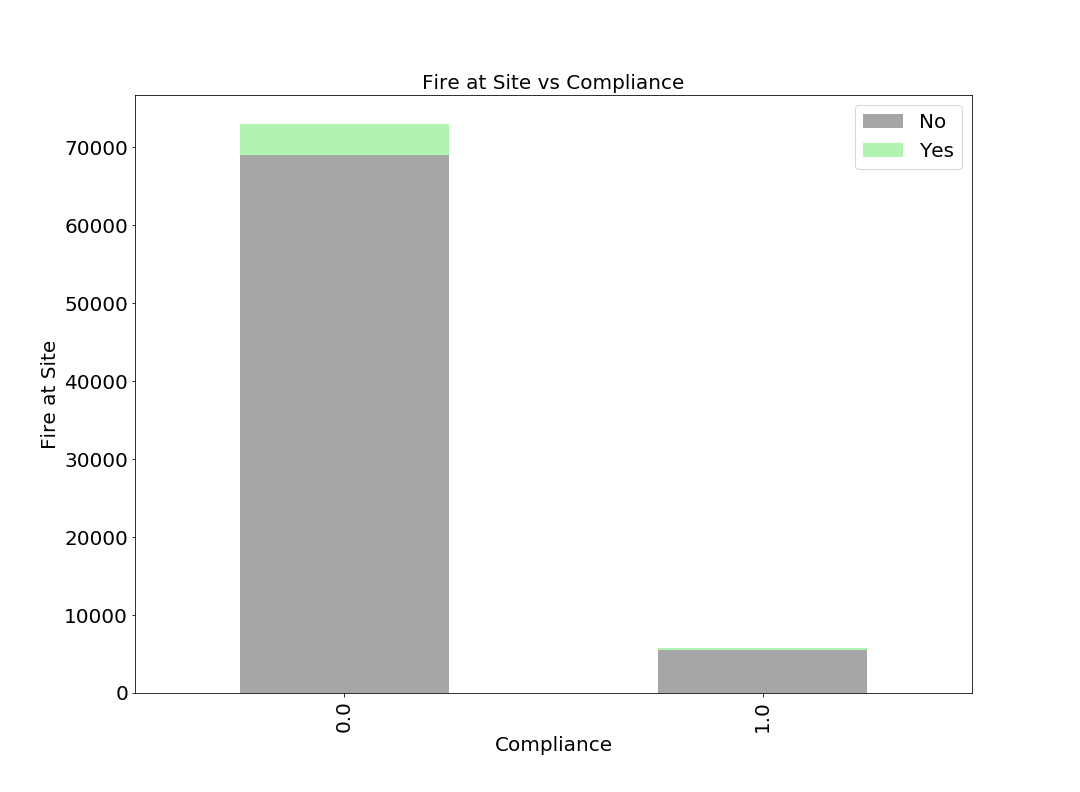 Fire at Site vs Compliance
No
Yes
70000
60000
50000
40000
30000
20000
10000
0
Fire at Site
0.0
1.0
Compliance